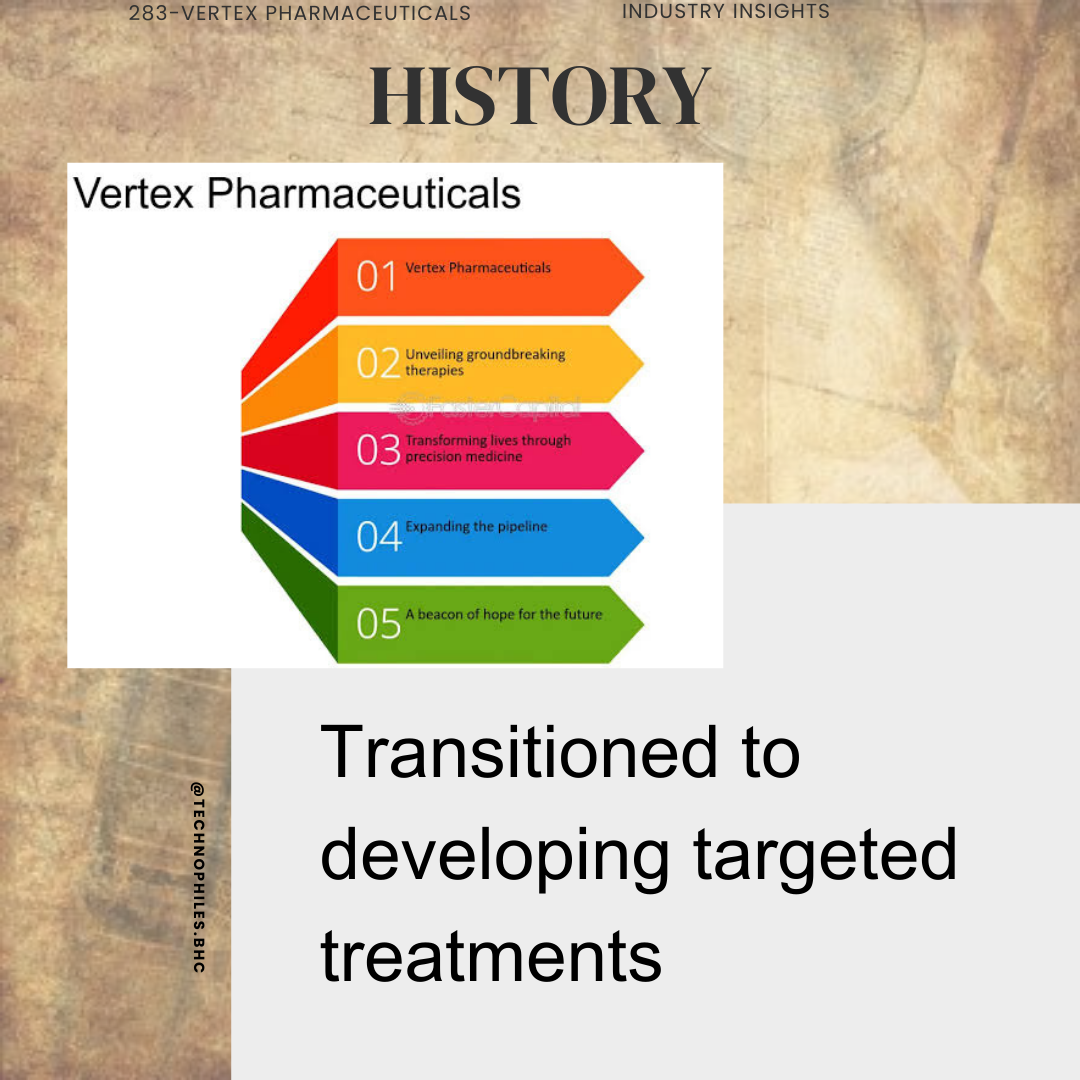 283-VERTEX PHARMACEUTICALS
INDUSTRY INSIGHTS
HISTORY
Vertex Pharmaceuticals
01 Vertex Pharmaceuticals
02 Unveiling groundbreaking
therapies
FasterCapital
03 Transforming lives through
precision medicine
04 Expanding the pipeline
05 A beacon of hope for the future
Transitioned to
developing targeted
treatments
@TECHNOPHILES.BHC